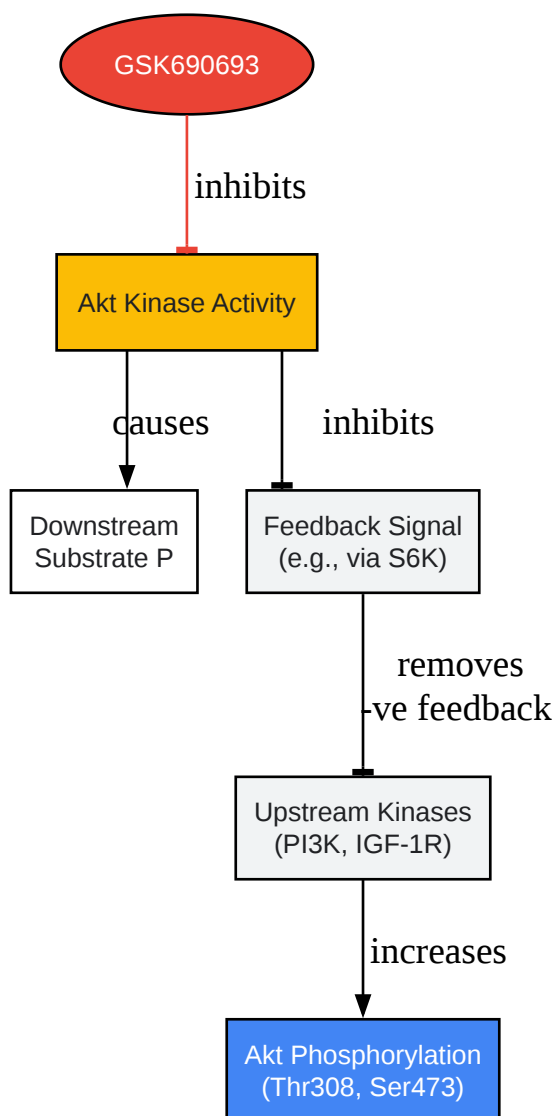 GSK690693
inhibits
Akt Kinase Activity
causes
inhibits
Downstream
Substrate P
Feedback Signal
(e.g., via S6K)
removes
-ve feedback
Upstream Kinases
(PI3K, IGF-1R)
increases
Akt Phosphorylation
(Thr308, Ser473)